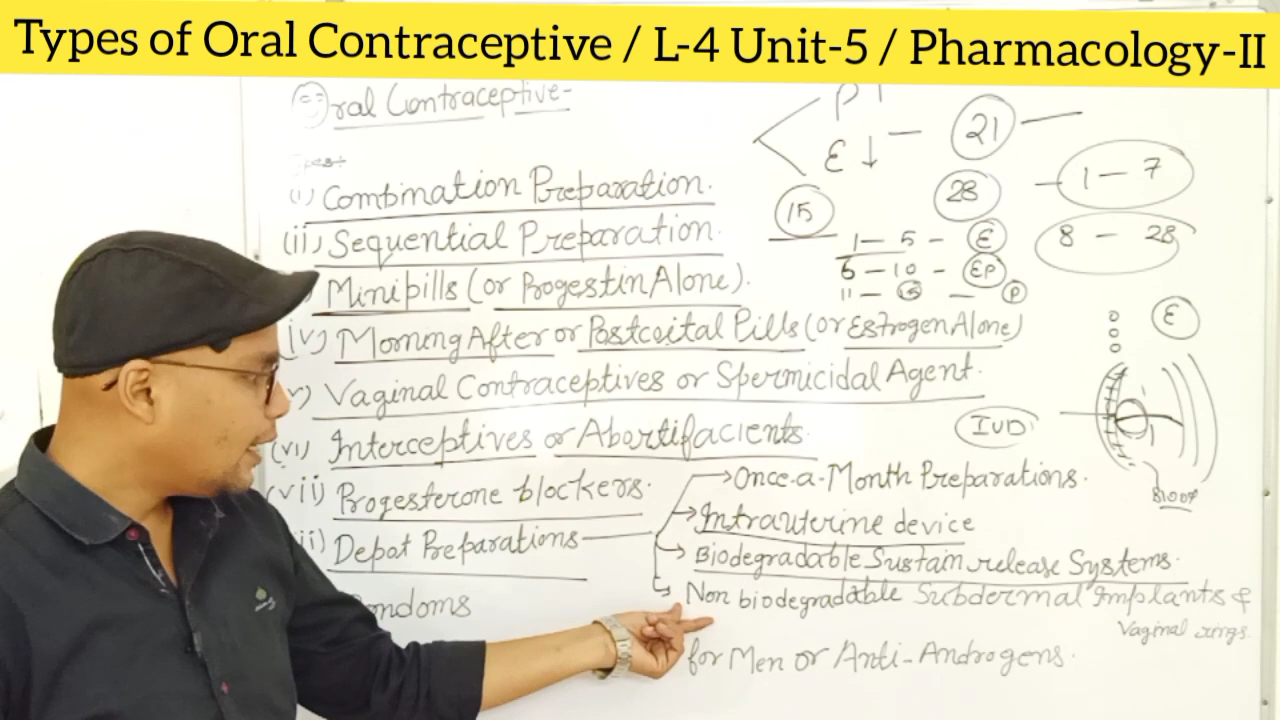 Types of Oral Contraceptive / L-4 Unit-5 / Pharmacology-II
Oral Contraceptive-
(i) Combination Preparation.
(ii) Sequential Preparation.
Minipills (or Progestin Alone).
(iv) Morning After or Postcoital Pills (or Estrogen Alone)
v) Vaginal Contraceptives or Spermicidal Agent.
(vi) Interceptives or Abortifacients.
(vii) Progesterone blockers.
ii) Depot Preparations
→Once-a-Month Preparations.
→Intrauterine device
→Biodegradable Sustain release Systems.
→Non biodegradable Subdermal Implants &
Vaginal rings.
ondoms
for Men or Anti-Androgens.
P↑
E↓ — 21 —
28
15
1 — 7
8 — 28
1 — 5 - E
6 — 10 - EP
11 — 15 — P
E
IUD